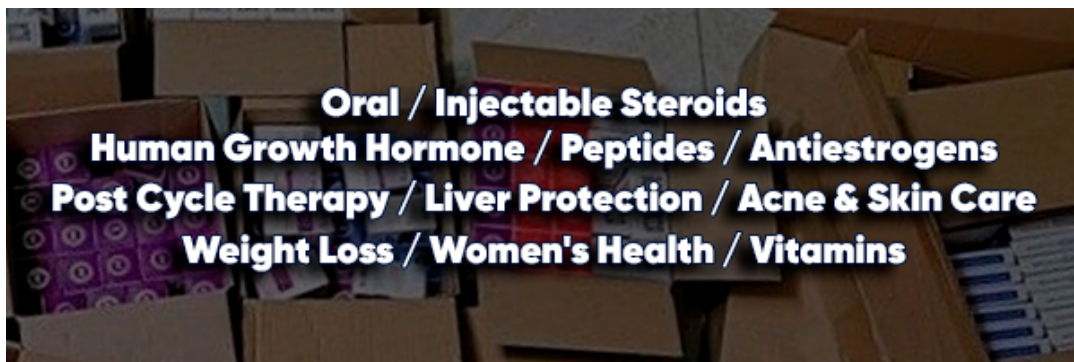 Oral / Injectable Steroids
Human Growth Hormone / Peptides / Antiestrogens
Post Cycle Therapy / Liver Protection / Acne & Skin Care
Weight Loss / Women's Health / Vitamins